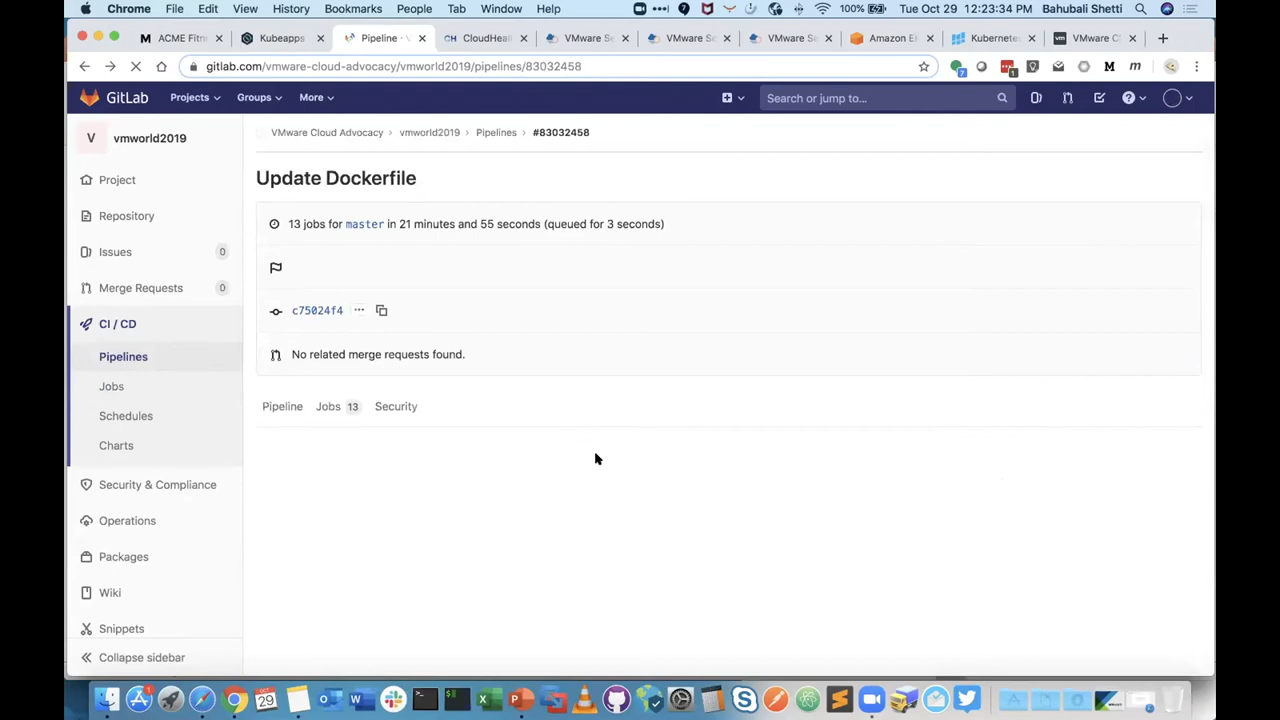 Chrome File Edit View History Bookmarks People Tab Window Help 100% Tue Oct 29 12:23:34 PM Bahubali Shetti
ACME Fitn Kubeapps Pipeline · v CloudHeal VMware Se VMware Se VMware Se Amazon E Kubernete VMware C
gitlab.com/vmware-cloud-advocacy/vmworld2019/pipelines/83032458
GitLab Projects Groups More Search or jump to...
V vmworld2019
VMware Cloud Advocacy › vmworld2019 › Pipelines › #83032458
Project
Update Dockerfile
Repository
13 jobs for master in 21 minutes and 55 seconds (queued for 3 seconds)
Issues 0
Merge Requests 0
c75024f4 ...
CI / CD
No related merge requests found.
Pipelines
Jobs
Pipeline Jobs 13 Security
Schedules
Charts
Security & Compliance
Operations
Packages
Wiki
Snippets
Collapse sidebar